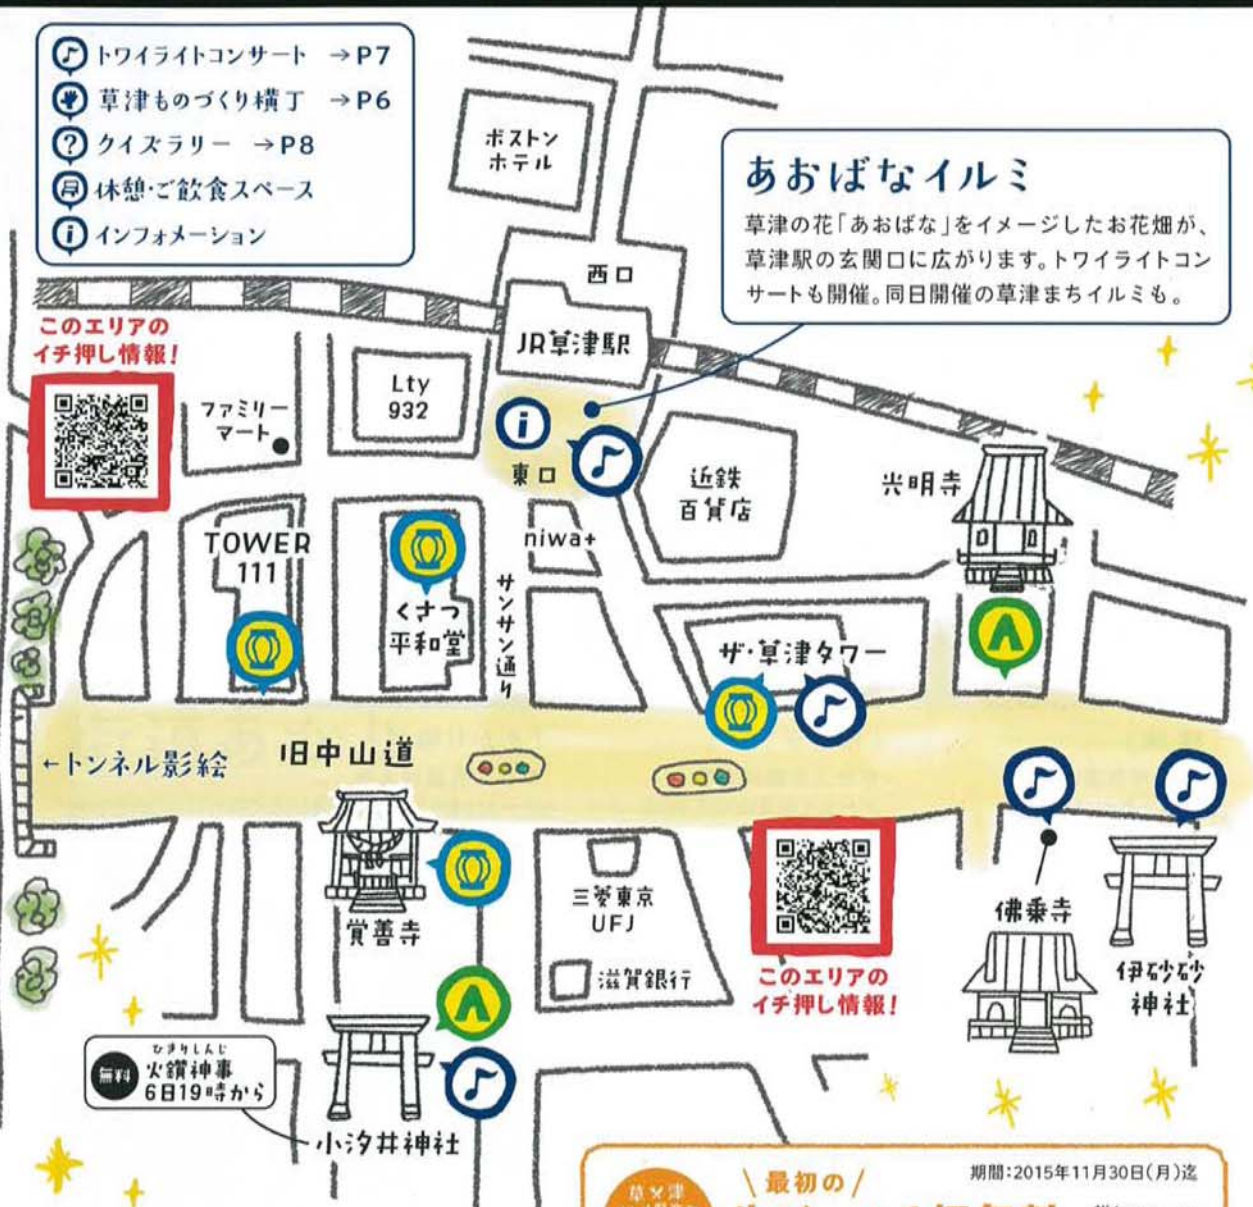 トワイライトコンサート →P7
草津ものづくり横丁 →P6
クイズラリー →P8
休憩・ご飲食スペース
インフォメーション
ボストン
ホテル
あおばなイルミ
草津の花「あおばな」をイメージしたお花畑が、
草津駅の玄関口に広がります。トワイライトコン
サートも開催。同日開催の草津まちイルミも。
西口
JR草津駅
このエリアの
イチ押し情報!
ファミリー
マート
Lty
932
東口
近鉄
百貨店
光明寺
TOWER
111
くさつ
平和堂
niwa+
サンサン通り
ザ・草津タワー
←トンネル影絵
旧中山道
覚善寺
三菱東京
UFJ
滋賀銀行
このエリアの
イチ押し情報!
佛乗寺
伊砂砂
神社
無料
ひきりしんじ
火鑽神事
6日19時から
小汐井神社
草×津
最初の
期間:2015年11月30日(月)迄